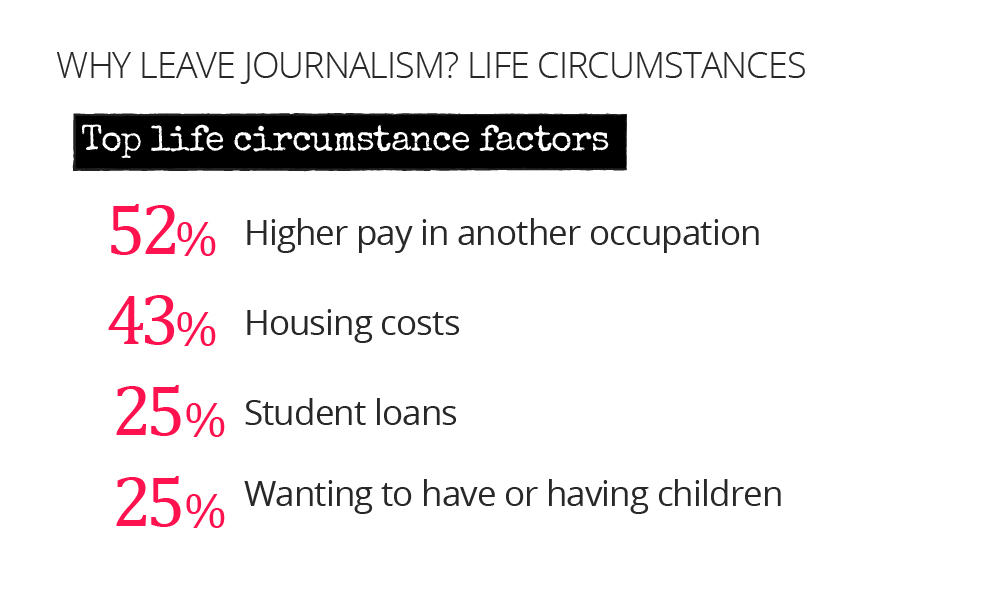 WHY LEAVE JOURNALISM? LIFE CIRCUMSTANCES
Top life circumstance factors
52% Higher pay in another occupation
43% Housing costs
25% Student loans
25% Wanting to have or having children